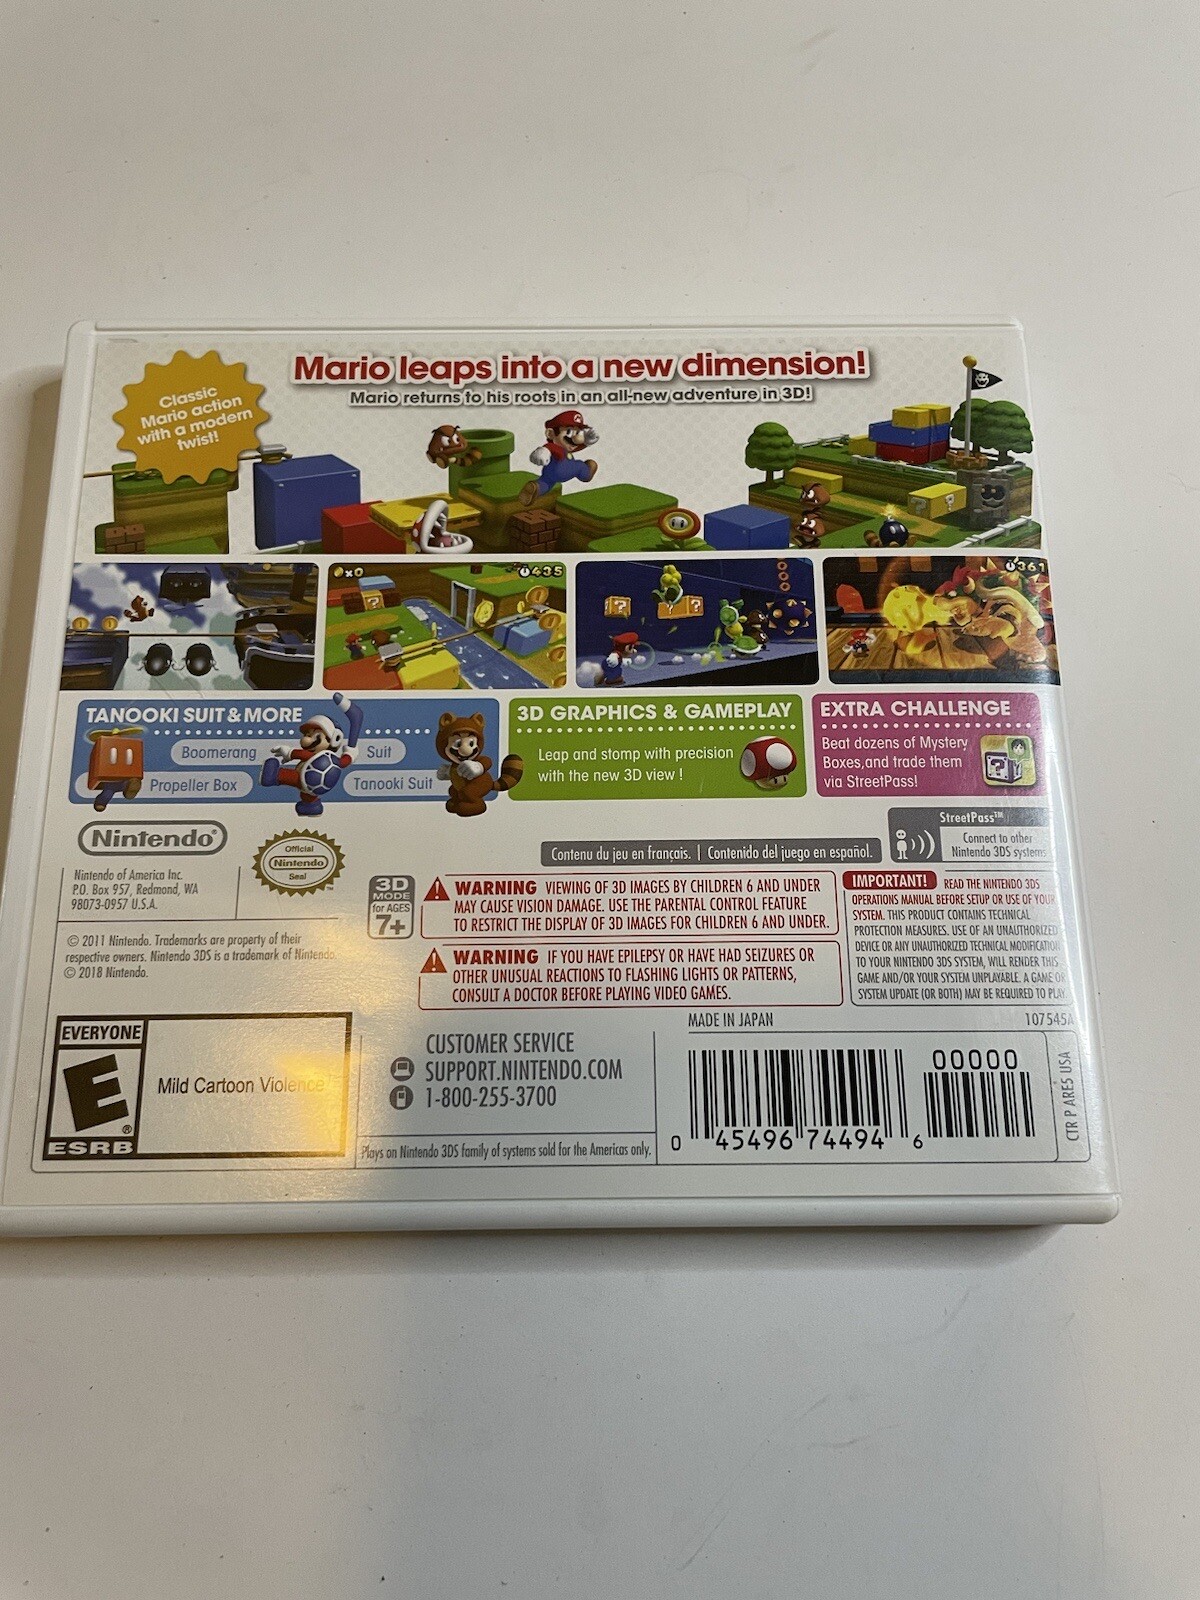 Classic
Mario action
with a modern
twist!
Mario leaps into a new dimension!
Mario returns to his roots in an all-new adventure in 3D!
x0
435
361
TANOOKI SUIT & MORE
Boomerang
Suit
Propeller Box
Tanooki Suit
3D GRAPHICS & GAMEPLAY
Leap and stomp with precision
with the new 3D view !
EXTRA CHALLENGE
Beat dozens of Mystery
Boxes,and trade them
via StreetPass!
Nintendo®
Nintendo of America Inc.
P.O. Box 957, Redmond, WA
98073-0957 U.S.A.
Official
Nintendo
Seal
™
Contenu du jeu en français. | Contenido del juego en español.
StreetPass™
Connect to other
Nintendo 3DS systems
© 2011 Nintendo. Trademarks are property of their
respective owners. Nintendo 3DS is a trademark of Nintendo.
© 2018 Nintendo.
3D
MODE
for AGES
7+
WARNING VIEWING OF 3D IMAGES BY CHILDREN 6 AND UNDER
MAY CAUSE VISION DAMAGE. USE THE PARENTAL CONTROL FEATURE
TO RESTRICT THE DISPLAY OF 3D IMAGES FOR CHILDREN 6 AND UNDER.
WARNING IF YOU HAVE EPILEPSY OR HAVE HAD SEIZURES OR
OTHER UNUSUAL REACTIONS TO FLASHING LIGHTS OR PATTERNS,
CONSULT A DOCTOR BEFORE PLAYING VIDEO GAMES.
IMPORTANT! READ THE NINTENDO 3DS
OPERATIONS MANUAL BEFORE SETUP OR USE OF YOUR
SYSTEM. THIS PRODUCT CONTAINS TECHNICAL
PROTECTION MEASURES. USE OF AN UNAUTHORIZED
DEVICE OR ANY UNAUTHORIZED TECHNICAL MODIFICATION
TO YOUR NINTENDO 3DS SYSTEM, WILL RENDER THIS
GAME AND/OR YOUR SYSTEM UNPLAYABLE. A GAME OR
SYSTEM UPDATE (OR BOTH) MAY BE REQUIRED TO PLAY
EVERYONE
E
®
ESRB
Mild Cartoon Violence
CUSTOMER SERVICE
SUPPORT.NINTENDO.COM
1-800-255-3700
Plays on Nintendo 3DS family of systems sold for the Americas only.
MADE IN JAPAN
107545A
00000
0 45496 74494 6
CTR P ARE5 USA